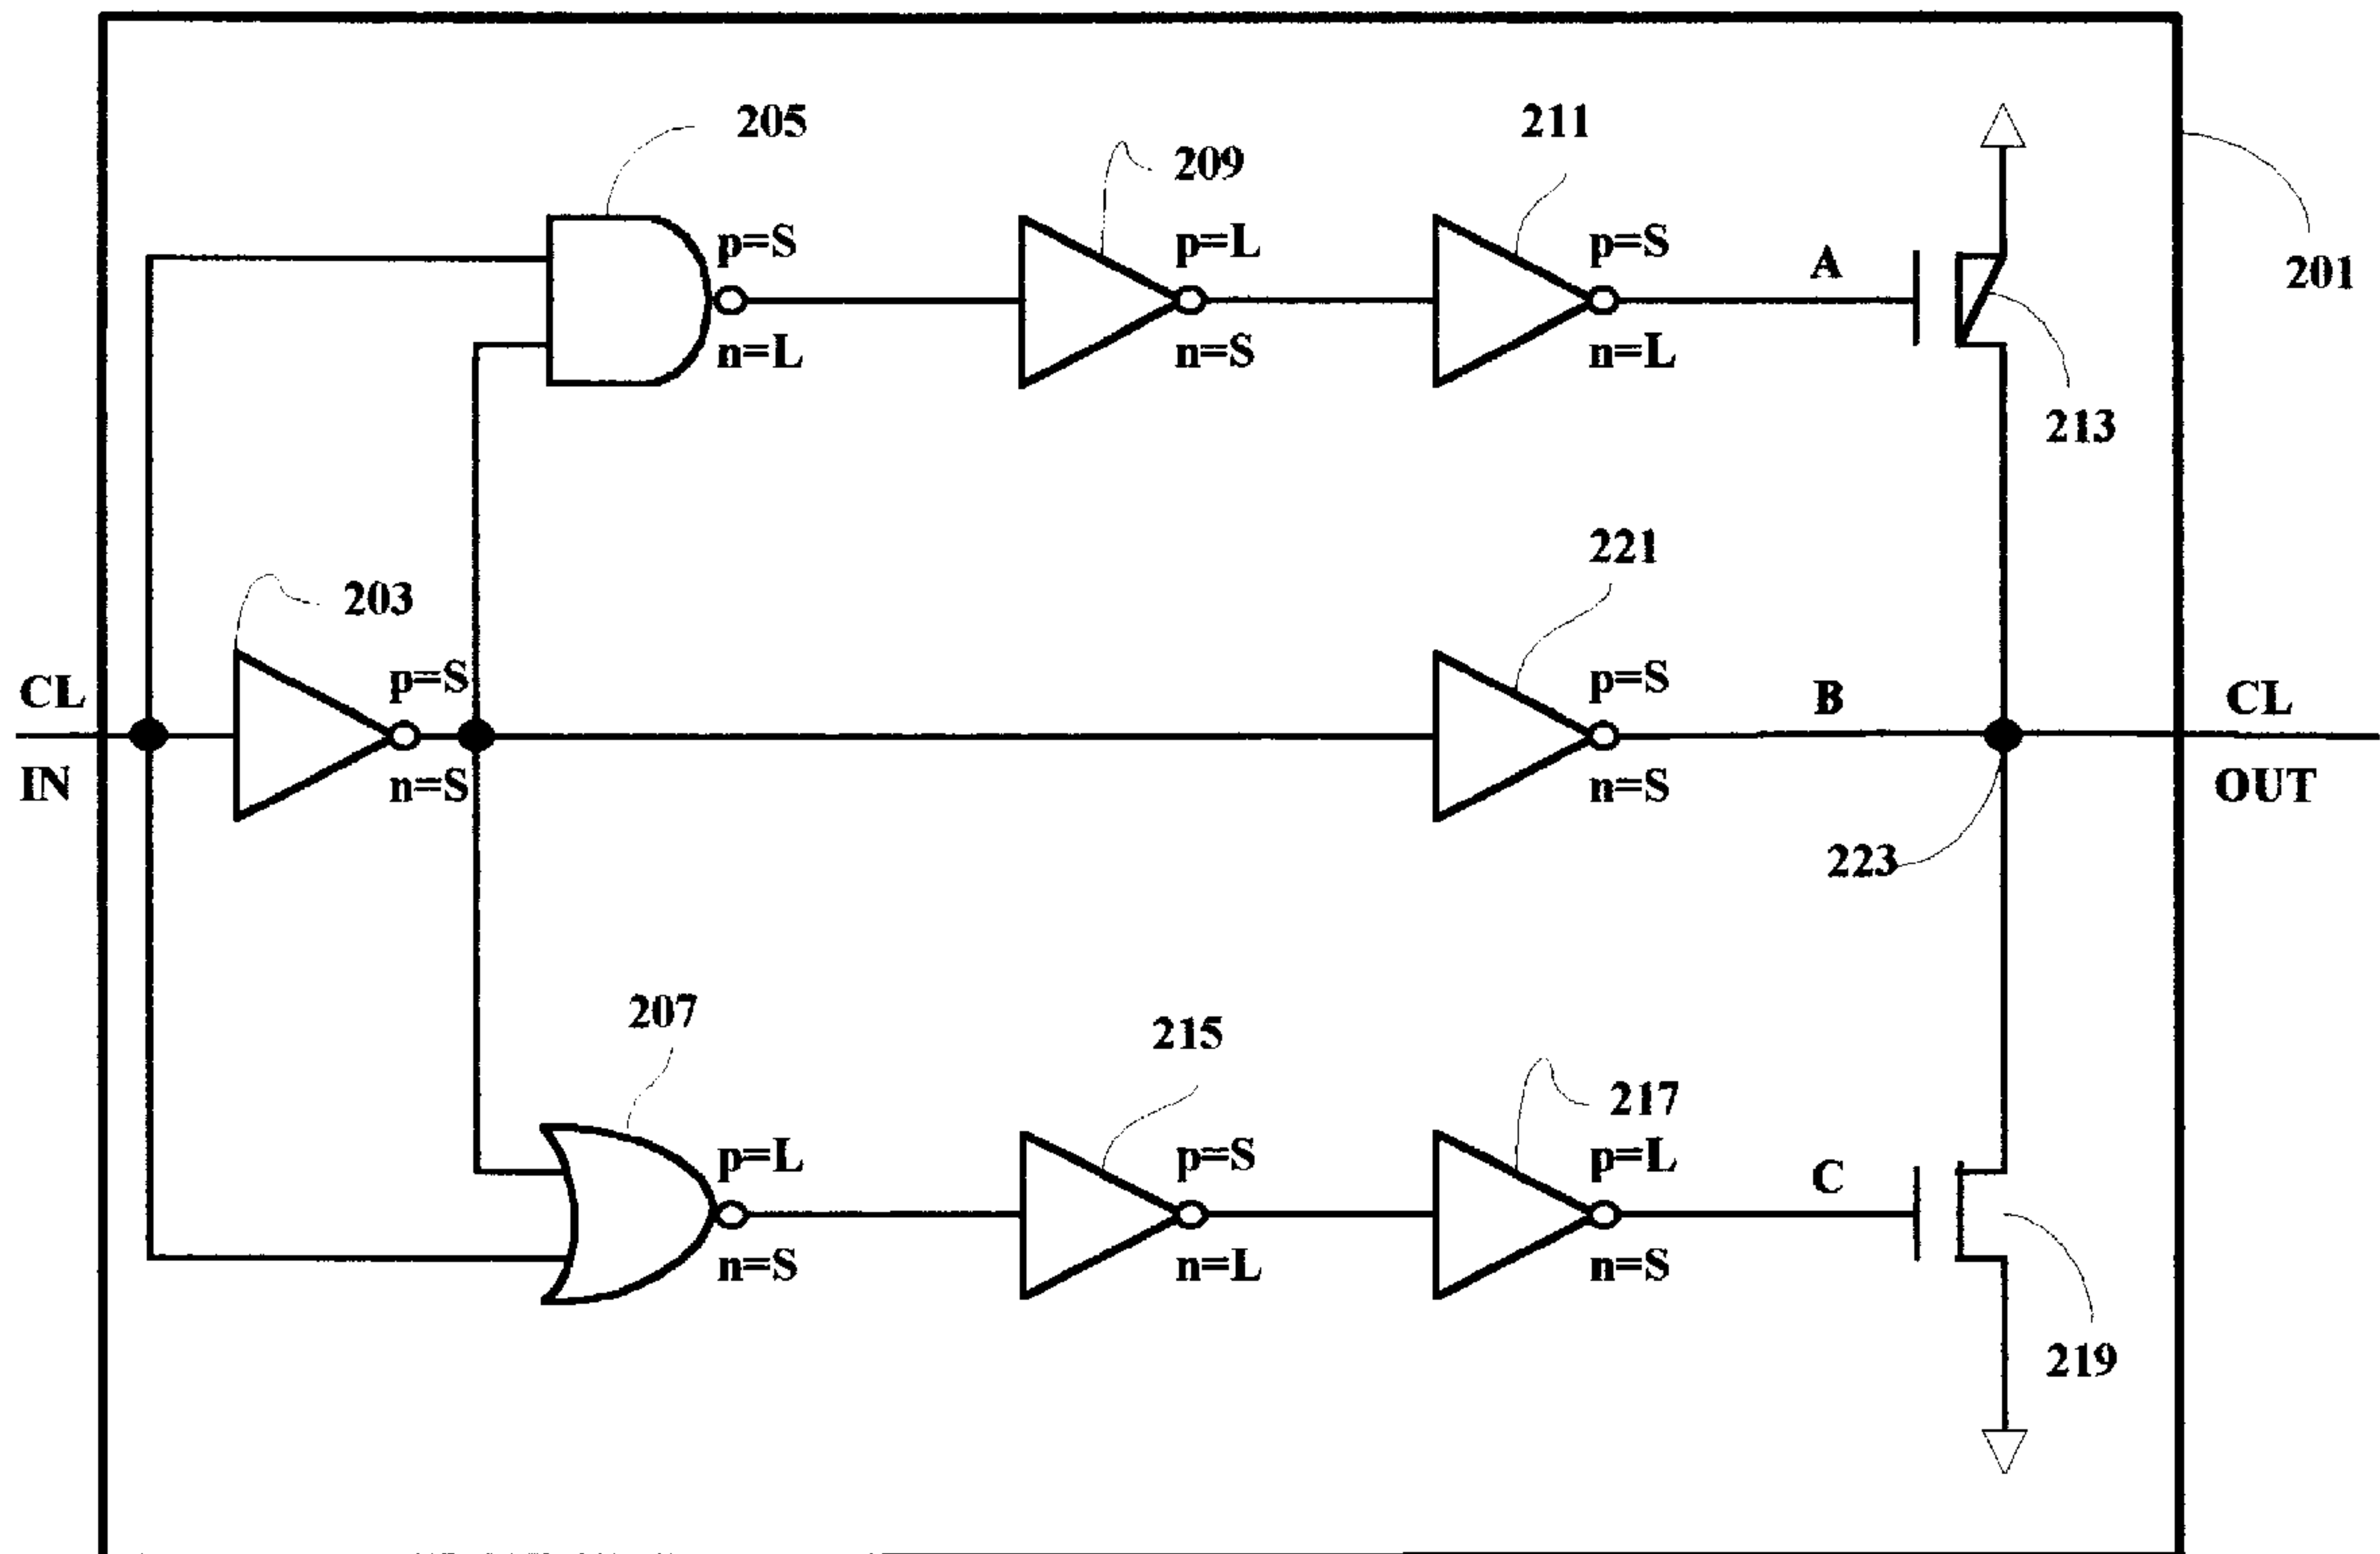 205
211
209
p=S
p=L
p=S
A
201
n=L
n=S
n=L
213
221
203
CL
p=S
p=S
B
CL
IN
n=S
n=S
OUT
223
207
215
217
p=L
p=S
p=L
C
n=S
n=L
n=S
219